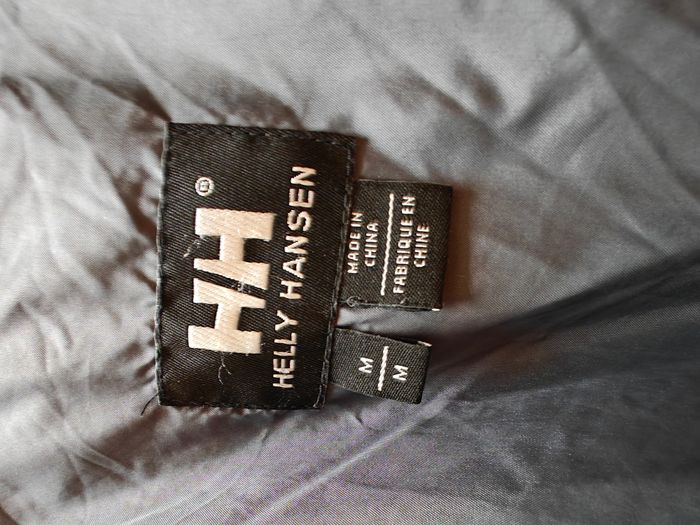 HH®
HELLY HANSEN
MADE IN
CHINA
FABRIQUE EN
CHINE
M
M